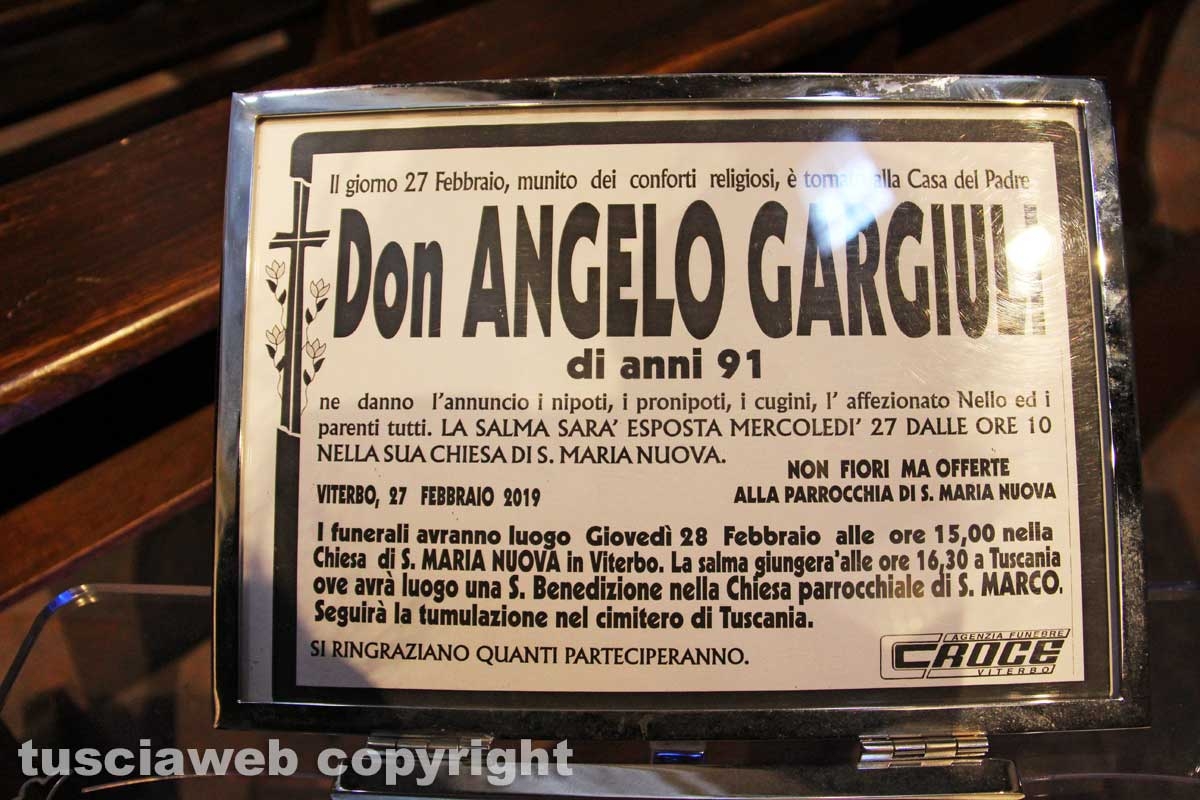 Il giorno 27 Febbraio, munito dei conforti religiosi, è tornato alla Casa del Padre
Don ANGELO GARGIULI
di anni 91
ne danno l'annuncio i nipoti, i pronipoti, i cugini, l' affezionato Nello ed i
parenti tutti. LA SALMA SARA' ESPOSTA MERCOLEDI' 27 DALLE ORE 10
NELLA SUA CHIESA DI S. MARIA NUOVA.
NON FIORI MA OFFERTE
ALLA PARROCCHIA DI S. MARIA NUOVA
VITERBO, 27 FEBBRAIO 2019
I funerali avranno luogo Giovedì 28 Febbraio alle ore 15,00 nella
Chiesa di S. MARIA NUOVA in Viterbo. La salma giungera'alle ore 16,30 a Tuscania
ove avrà luogo una S. Benedizione nella Chiesa parrocchiale di S. MARCO.
Seguirà la tumulazione nel cimitero di Tuscania.
SI RINGRAZIANO QUANTI PARTECIPERANNO.
AGENZIA FUNEBRE
CROCE
VITERBO
tusciaweb copyright